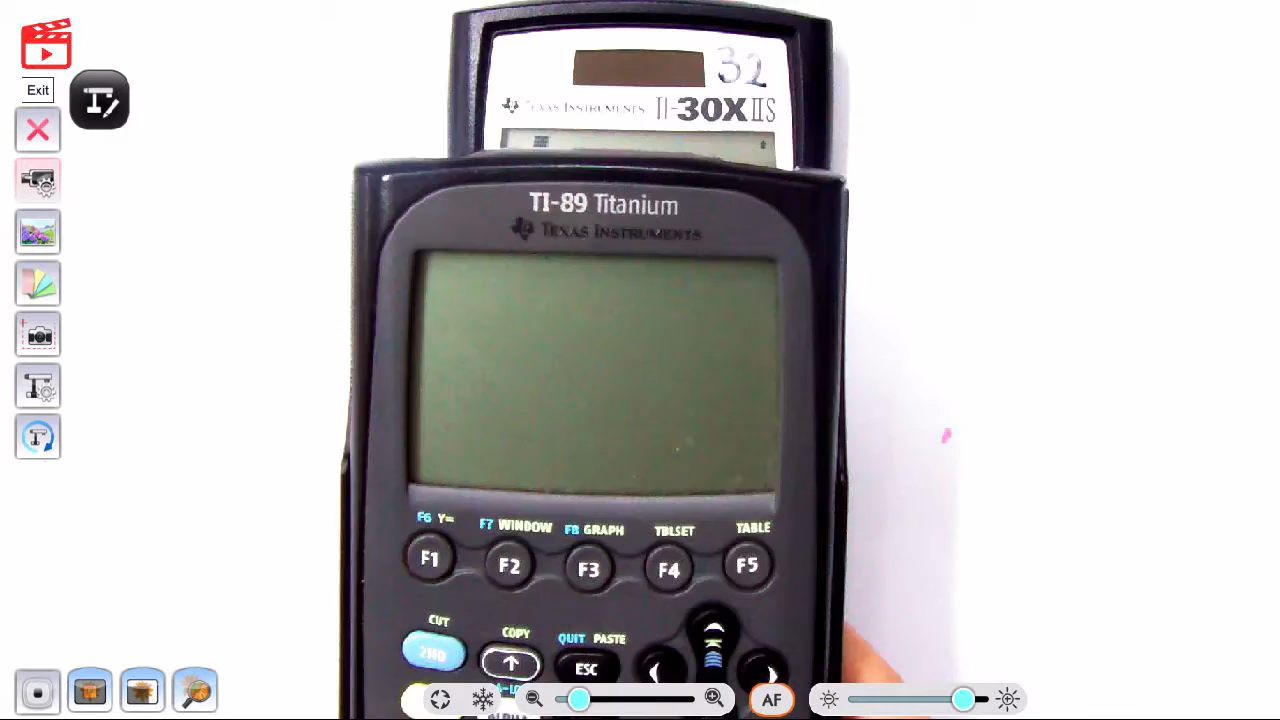 Exit
32
TEXAS INSTRUMENTS TI-30X IIS
TI-89 Titanium
TEXAS INSTRUMENTS
F6 Y= F7 WINDOW F8 GRAPH TBLSET TABLE
F1 F2 F3 F4 F5
CUT COPY QUIT PASTE
2ND ↑ ESC
ALPHA
AF